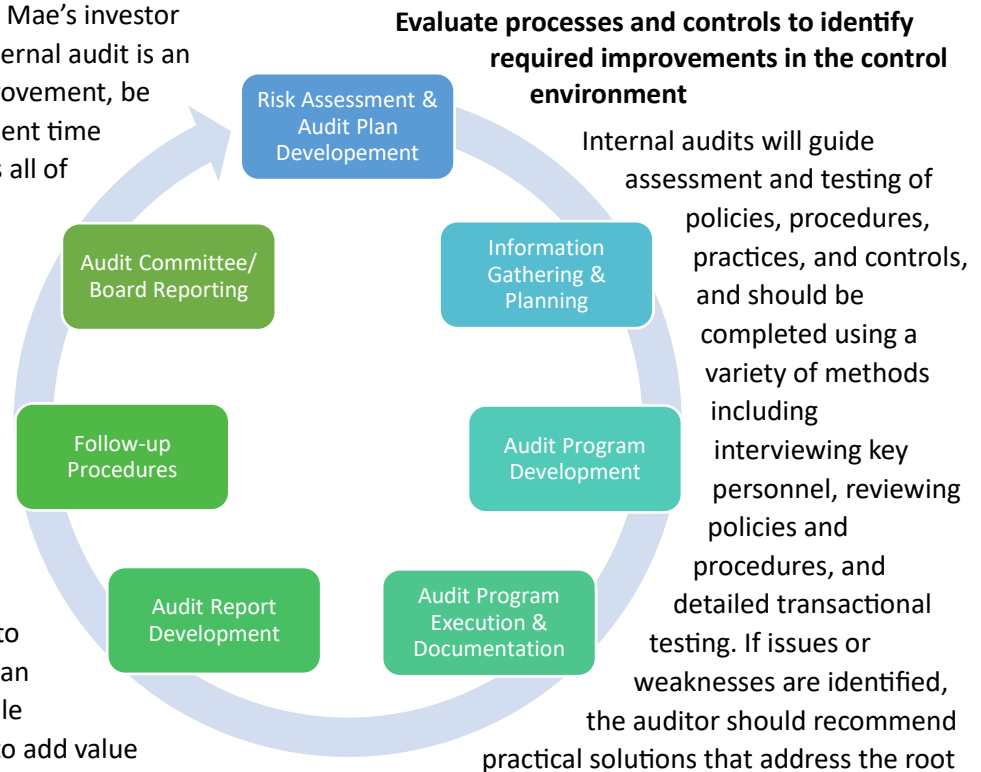 Mae’s investor
ernal audit is an
rovement, be
ent time
s all of
to
an
le
to add value
Evaluate processes and controls to identify
required improvements in the control
environment
Internal audits will guide
assessment and testing of
policies, procedures,
practices, and controls,
and should be
completed using a
variety of methods
including
interviewing key
personnel, reviewing
policies and
procedures, and
detailed transactional
testing. If issues or
weaknesses are identified,
the auditor should recommend
practical solutions that address the root
Risk Assessment &
Audit Plan
Developement
Information
Gathering &
Planning
Audit Program
Development
Audit Program
Execution &
Documentation
Audit Report
Development
Follow-up
Procedures
Audit Committee/
Board Reporting